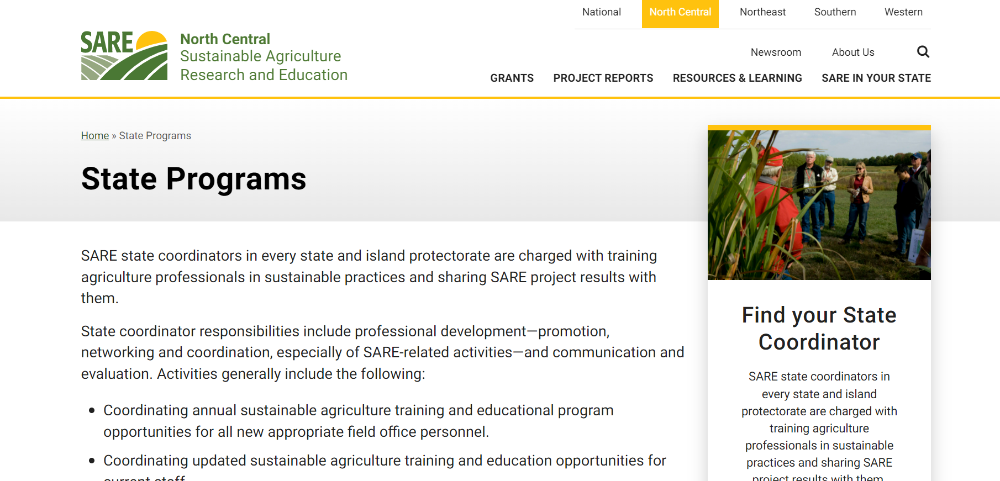 National North Central Northeast Southern Western
SARE
North Central
Sustainable Agriculture
Research and Education
Newsroom About Us
GRANTS PROJECT REPORTS RESOURCES & LEARNING SARE IN YOUR STATE
Home » State Programs
State Programs
SARE state coordinators in every state and island protectorate are charged with training
agriculture professionals in sustainable practices and sharing SARE project results with
them.
State coordinator responsibilities include professional development—promotion,
networking and coordination, especially of SARE-related activities—and communication and
evaluation. Activities generally include the following:
• Coordinating annual sustainable agriculture training and educational program
opportunities for all new appropriate field office personnel.
• Coordinating updated sustainable agriculture training and education opportunities for
current staff
Find your State
Coordinator
SARE state coordinators in
every state and island
protectorate are charged with
training agriculture
professionals in sustainable
practices and sharing SARE
project results with them.